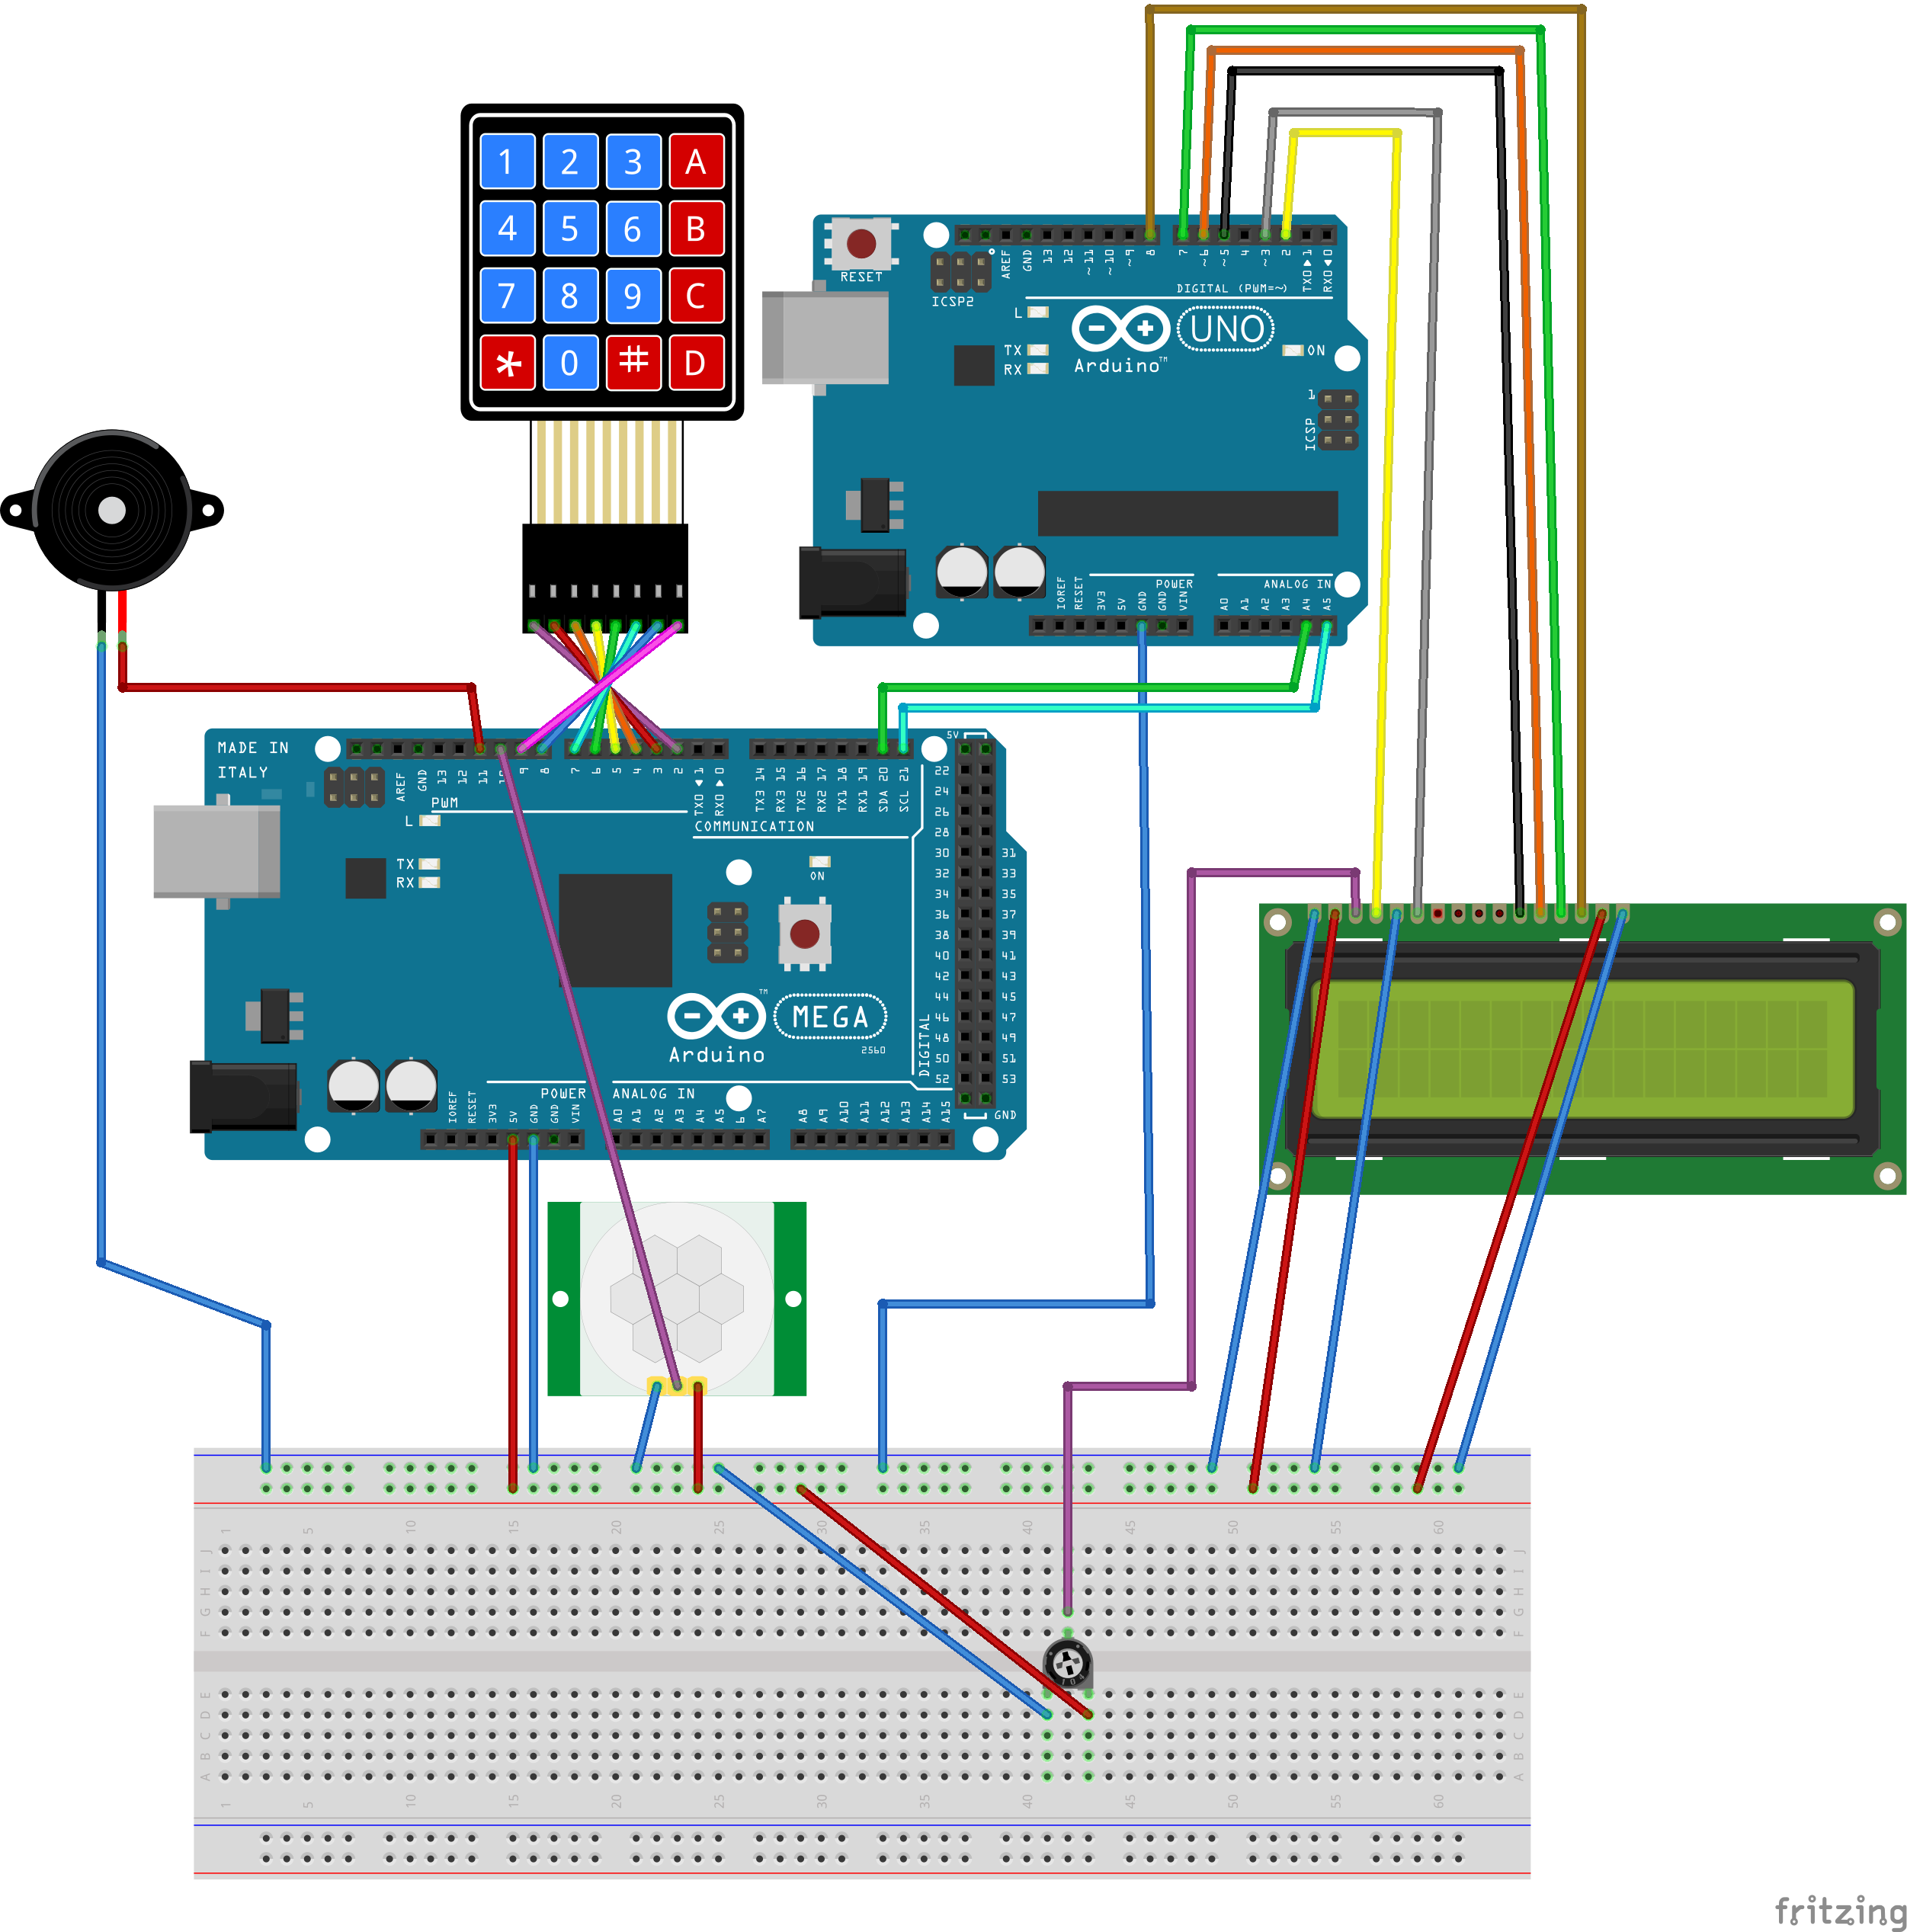 1 2 3 A
4 5 6 B
7 8 9 C
* 0 # D
RESET
ICSP2
AREF
GND
13
12
~11
~10
~9
8
7
~6
~5
4
~3
2
TX0 ▶ 1
RX0 ◀ 0
DIGITAL (PWM=~)
L
TX
RX
UNO
ON
Arduino™
1
ICSP
IOREF
RESET
3V3
5V
GND
GND
VIN
POWER
A0
A1
A2
A3
A4
A5
ANALOG IN
MADE IN
ITALY
AREF
GND
13
12
11
9
8
7
6
5
4
3
2
TX0 ▶ 1
RX0 ◀ 0
PWM
TX3 14
RX3 15
TX2 16
RX2 17
TX1 18
RX1 19
SDA 20
SCL 21
COMMUNICATION
5V
22
24
26
28
30 31
32 33
34 35
36 37
38 39
40 41
42 43
44 45
46 47
48 49
50 51
52 53
GND
DIGITAL
L
TX
RX
ON
™
MEGA
2560
Arduino
IOREF
RESET
3V3
5V
GND
GND
VIN
POWER
ANALOG IN
A0
A1
A2
A3
A4
A5
A7
A8
A9
A10
A11
A12
A13
A14
A15
1 5 10 15 20 25 30 35 40 45 50 55 60
J J
I I
H H
G G
F F
E E
D D
C C
B B
A A
1 5 10 15 20 25 30 35 40 45 50 55 60
fritzing